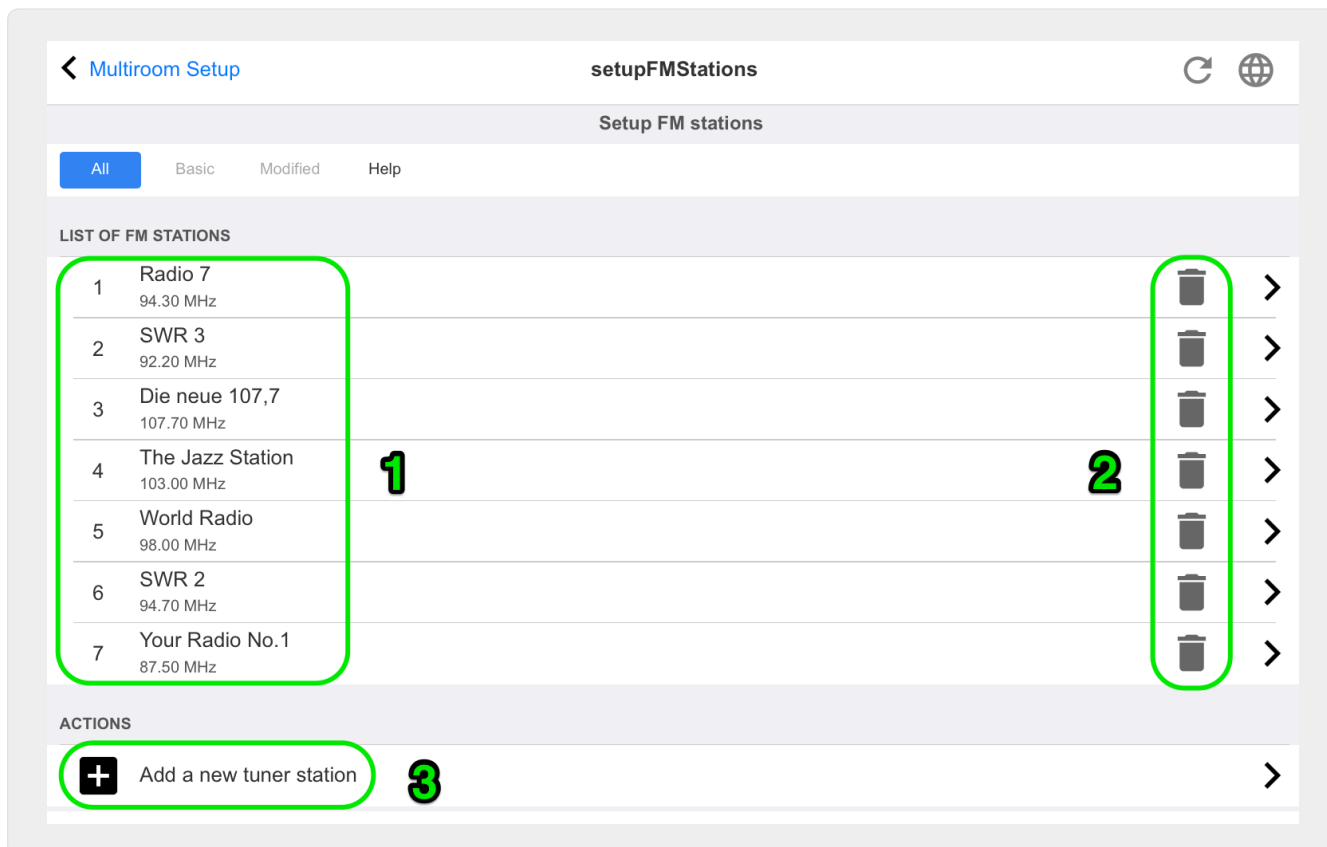 Multiroom Setup
setupFMStations
Setup FM stations
All Basic Modified Help
LIST OF FM STATIONS
1 Radio 7
94.30 MHz
2 SWR 3
92.20 MHz
3 Die neue 107,7
107.70 MHz
4 The Jazz Station
103.00 MHz
5 World Radio
98.00 MHz
6 SWR 2
94.70 MHz
7 Your Radio No.1
87.50 MHz
1
2
ACTIONS
Add a new tuner station
3